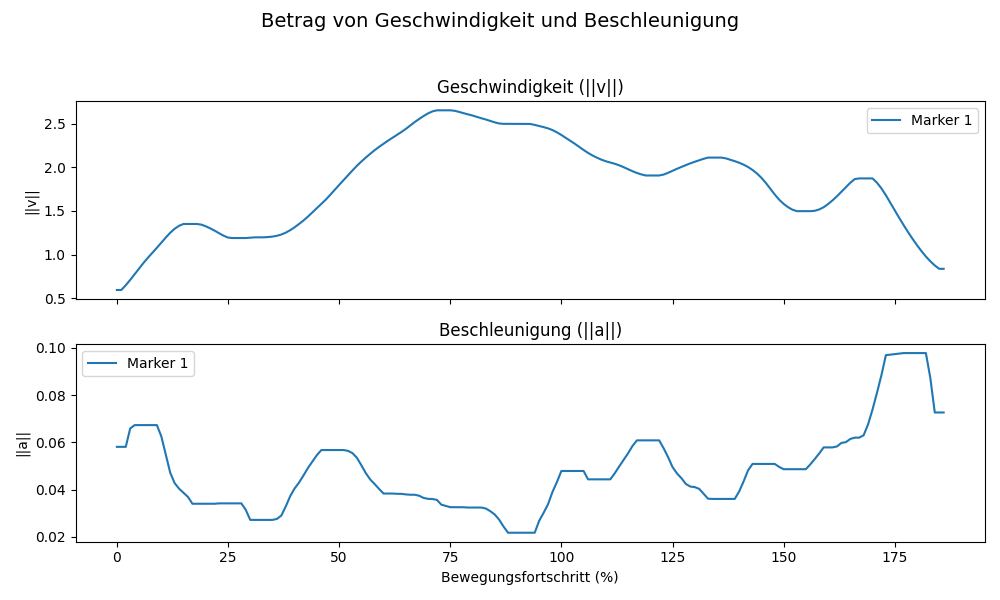 Betrag von Geschwindigkeit und Beschleunigung
Geschwindigkeit (||v||)
Marker 1
2.5
2.0
1.5
1.0
0.5
||v||
Beschleunigung (||a||)
Marker 1
0.10
0.08
0.06
0.04
0.02
||a||
0 25 50 75 100 125 150 175
Bewegungsfortschritt (%)